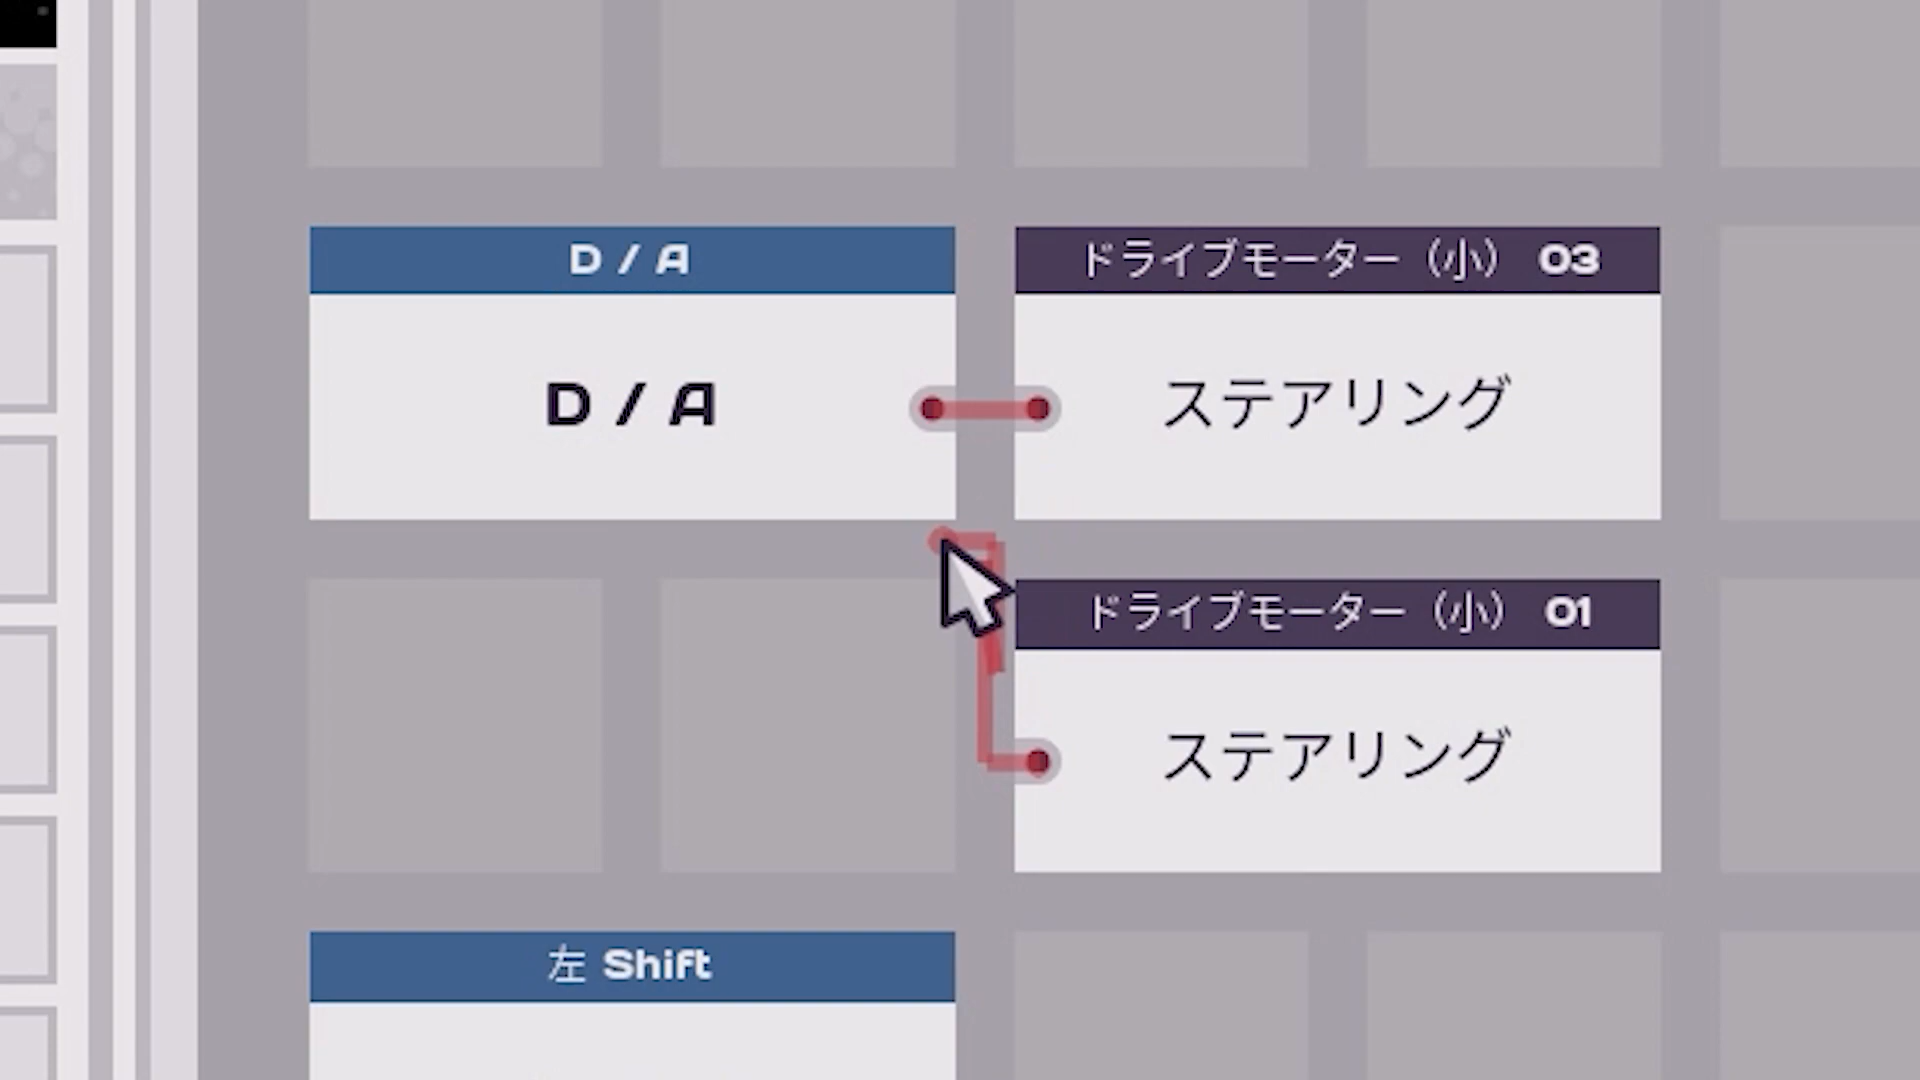 D / A
D / A
ドライブモーター（小） 03
ステアリング
ドライブモーター（小） 01
ステアリング
左 Shift